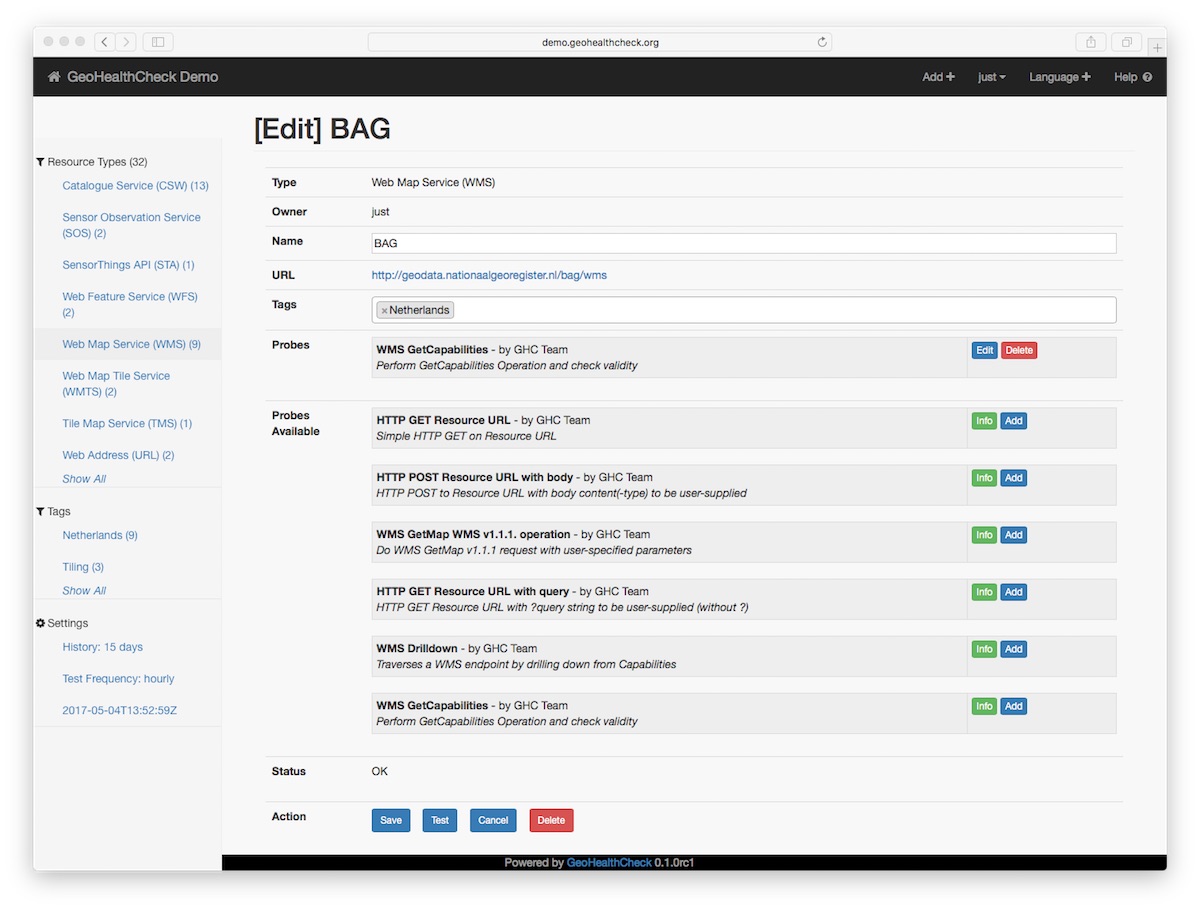 demo.geohealthcheck.org
GeoHealthCheck Demo
Add
just
Language
Help
[Edit] BAG
Resource Types (32)
Catalogue Service (CSW) (13)
Sensor Observation Service
(SOS) (2)
SensorThings API (STA) (1)
Web Feature Service (WFS)
(2)
Web Map Service (WMS) (9)
Web Map Tile Service
(WMTS) (2)
Tile Map Service (TMS) (1)
Web Address (URL) (2)
Show All
Tags
Netherlands (9)
Tiling (3)
Show All
Settings
History: 15 days
Test Frequency: hourly
2017-05-04T13:52:59Z
Type
Web Map Service (WMS)
Owner
just
Name
BAG
URL
http://geodata.nationaalgeoregister.nl/bag/wms
Tags
×Netherlands
Probes
WMS GetCapabilities - by GHC Team
Perform GetCapabilities Operation and check validity
Edit
Delete
Probes
Available
HTTP GET Resource URL - by GHC Team
Simple HTTP GET on Resource URL
Info
Add
HTTP POST Resource URL with body - by GHC Team
HTTP POST to Resource URL with body content(-type) to be user-supplied
Info
Add
WMS GetMap WMS v1.1.1. operation - by GHC Team
Do WMS GetMap v1.1.1 request with user-specified parameters
Info
Add
HTTP GET Resource URL with query - by GHC Team
HTTP GET Resource URL with ?query string to be user-supplied (without ?)
Info
Add
WMS Drilldown - by GHC Team
Traverses a WMS endpoint by drilling down from Capabilities
Info
Add
WMS GetCapabilities - by GHC Team
Perform GetCapabilities Operation and check validity
Info
Add
Status
OK
Action
Save
Test
Cancel
Delete
Powered by GeoHealthCheck 0.1.0rc1